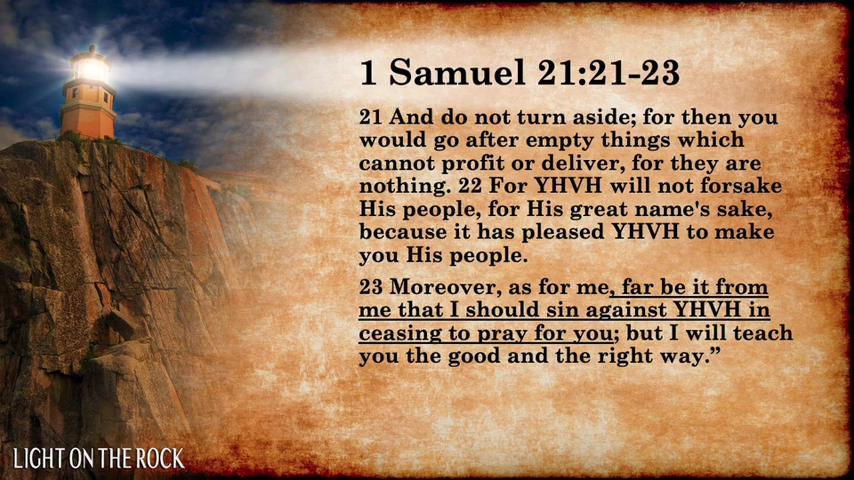 1 Samuel 21:21-23
21 And do not turn aside; for then you
would go after empty things which
cannot profit or deliver, for they are
nothing. 22 For YHVH will not forsake
His people, for His great name's sake,
because it has pleased YHVH to make
you His people.
23 Moreover, as for me, far be it from
me that I should sin against YHVH in
ceasing to pray for you; but I will teach
you the good and the right way.”
LIGHT ON THE ROCK